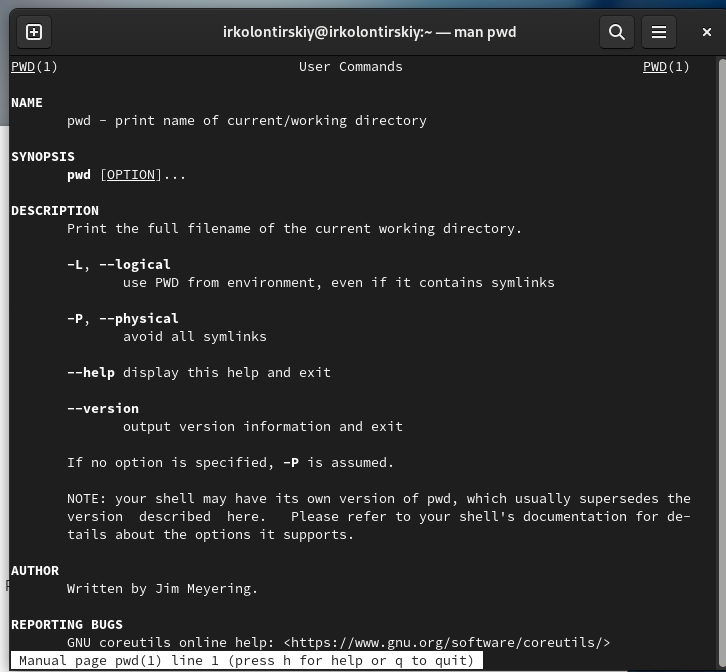 irkolontirskiy@irkolontirskiy:~ — man pwd
PWD(1) User Commands PWD(1)
NAME
pwd - print name of current/working directory
SYNOPSIS
pwd [OPTION]...
DESCRIPTION
Print the full filename of the current working directory.
-L, --logical
use PWD from environment, even if it contains symlinks
-P, --physical
avoid all symlinks
--help display this help and exit
--version
output version information and exit
If no option is specified, -P is assumed.
NOTE: your shell may have its own version of pwd, which usually supersedes the
version described here. Please refer to your shell's documentation for de-
tails about the options it supports.
AUTHOR
Written by Jim Meyering.
REPORTING BUGS
GNU coreutils online help: <https://www.gnu.org/software/coreutils/>
Manual page pwd(1) line 1 (press h for help or q to quit)